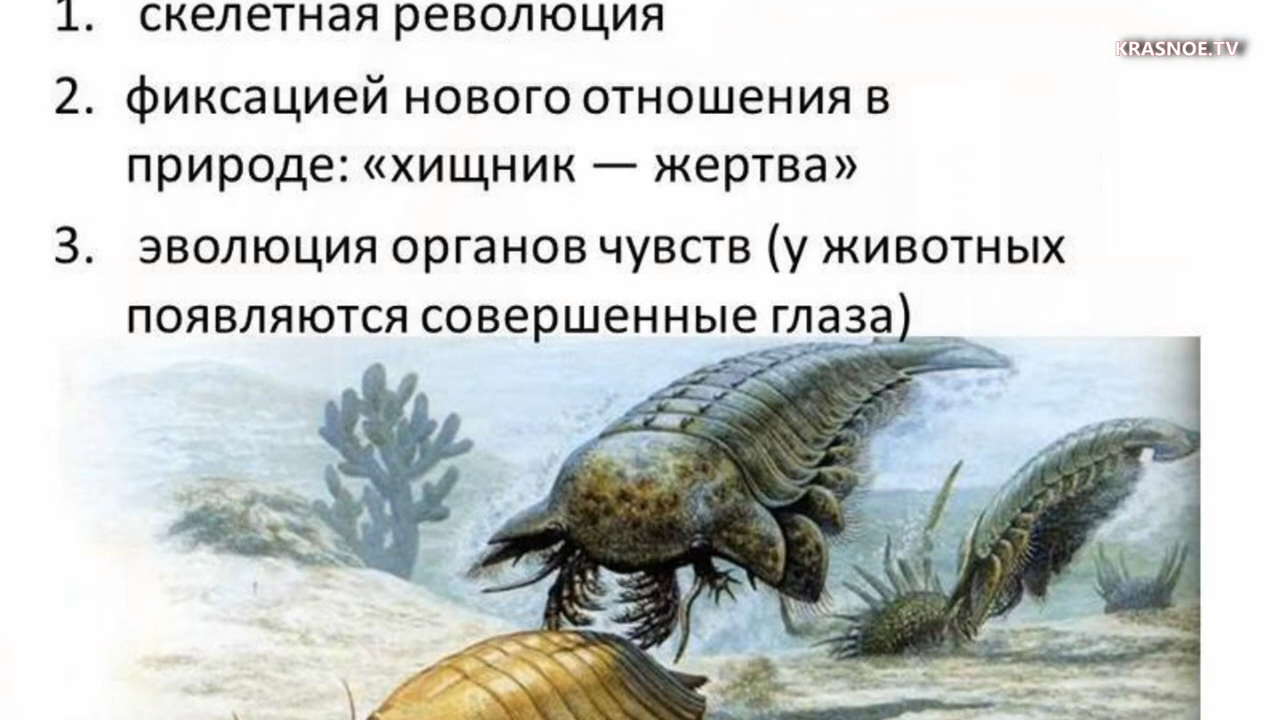 1. скелетная революция
KRASNOE.TV
2. фиксацией нового отношения в
природе: «хищник — жертва»
3. эволюция органов чувств (у животных
появляются совершенные глаза)